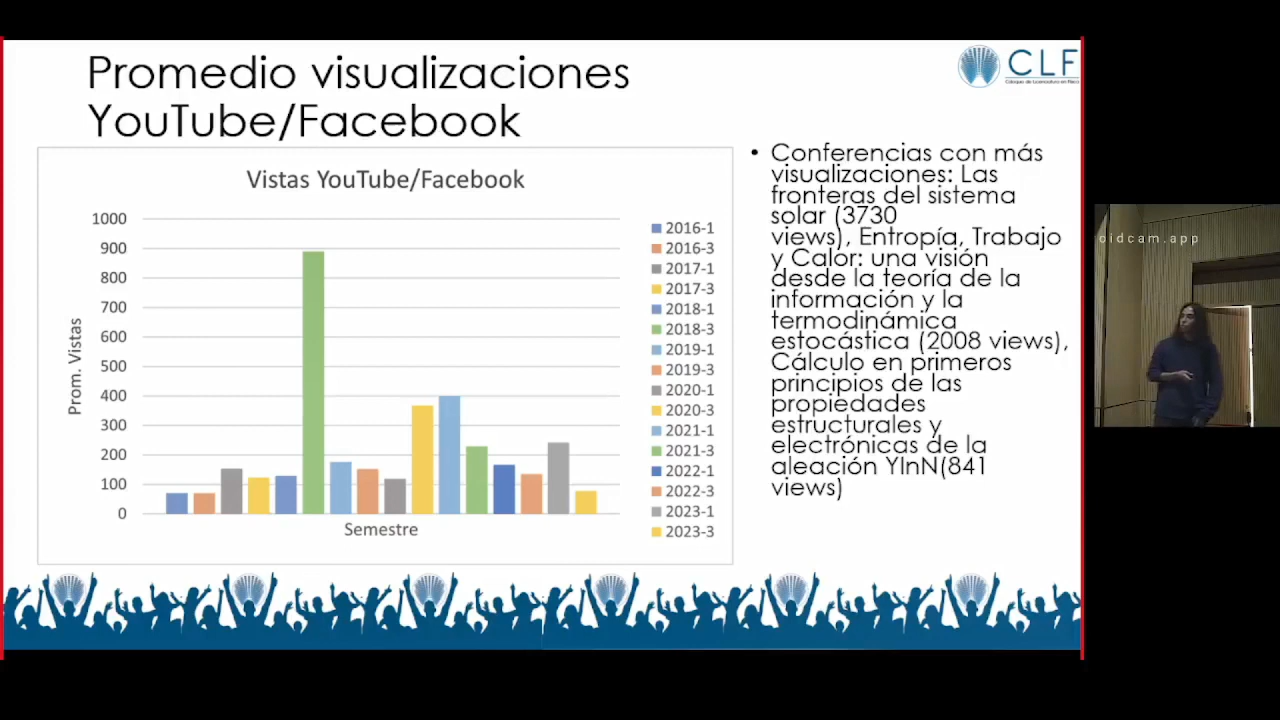 Promedio visualizaciones
YouTube/Facebook
CLF
Vistas YouTube/Facebook
Prom. Vistas
1000
900
800
700
600
500
400
300
200
100
0
Semestre
2016-1
2016-3
2017-1
2017-3
2018-1
2018-3
2019-1
2019-3
2020-1
2020-3
2021-1
2021-3
2022-1
2022-3
2023-1
2023-3
• Conferencias con más
visualizaciones: Las
fronteras del sistema
solar (3730
views), Entropía, Trabajo
y Calor: una visión
desde la teoría de la
información y la
termodinámica
estocástica (2008 views),
Cálculo en primeros
principios de las
propiedades
estructurales y
electrónicas de la
aleación YInN(841
views)
oidcam.app